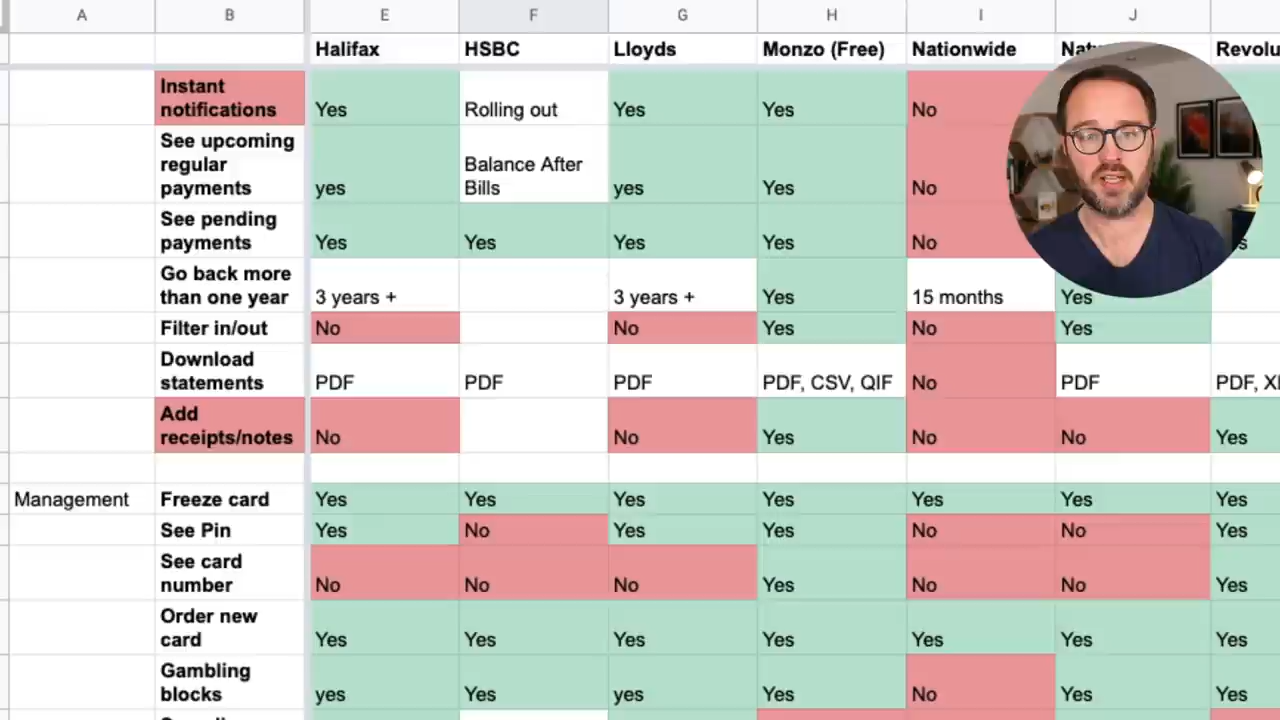 A B E F G H I J
Halifax HSBC Lloyds Monzo (Free) Nationwide
Instant
notifications Yes Rolling out Yes Yes No
See upcoming
regular
payments yes Balance After
Bills yes Yes No
See pending
payments Yes Yes Yes Yes No
Go back more
than one year 3 years + 3 years + Yes 15 months Yes
Filter in/out No No Yes No Yes
Download
statements PDF PDF PDF PDF, CSV, QIF No PDF PDF,
Add
receipts/notes No No Yes No No Yes
Management Freeze card Yes Yes Yes Yes Yes Yes Yes
See Pin Yes No Yes Yes No No Yes
See card
number No No No Yes No No Yes
Order new
card Yes Yes Yes Yes Yes Yes Yes
Gambling
blocks yes Yes yes Yes No Yes Yes